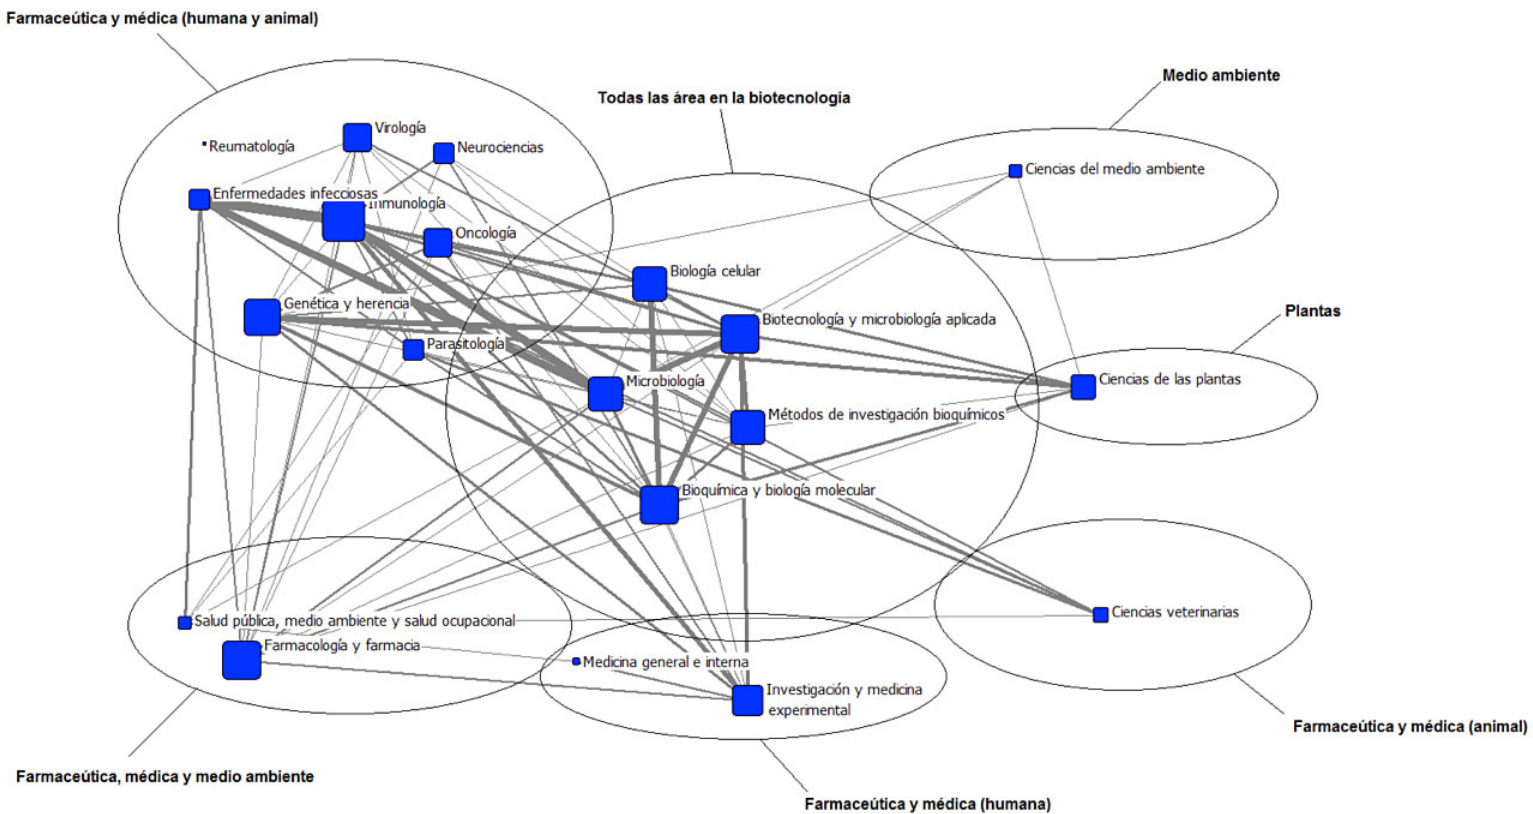 Farmaceútica y médica (humana y animal)
Medio ambiente
Todas las área en la biotecnología
Virología
Reumatología
Neurociencias
Ciencias del medio ambiente
Enfermedades infecciosas
Inmunología
Oncología
Biología celular
Genética y herencia
Plantas
Biotecnología y microbiología aplicada
Parasitología
Microbiología
Ciencias de las plantas
Métodos de investigación bioquímicos
Bioquímica y biología molecular
Ciencias veterinarias
Salud pública, medio ambiente y salud ocupacional
Farmacología y farmacia
Medicina general e interna
Investigación y medicina
experimental
Farmaceútica y médica (animal)
Farmaceútica, médica y medio ambiente
Farmaceútica y médica (humana)